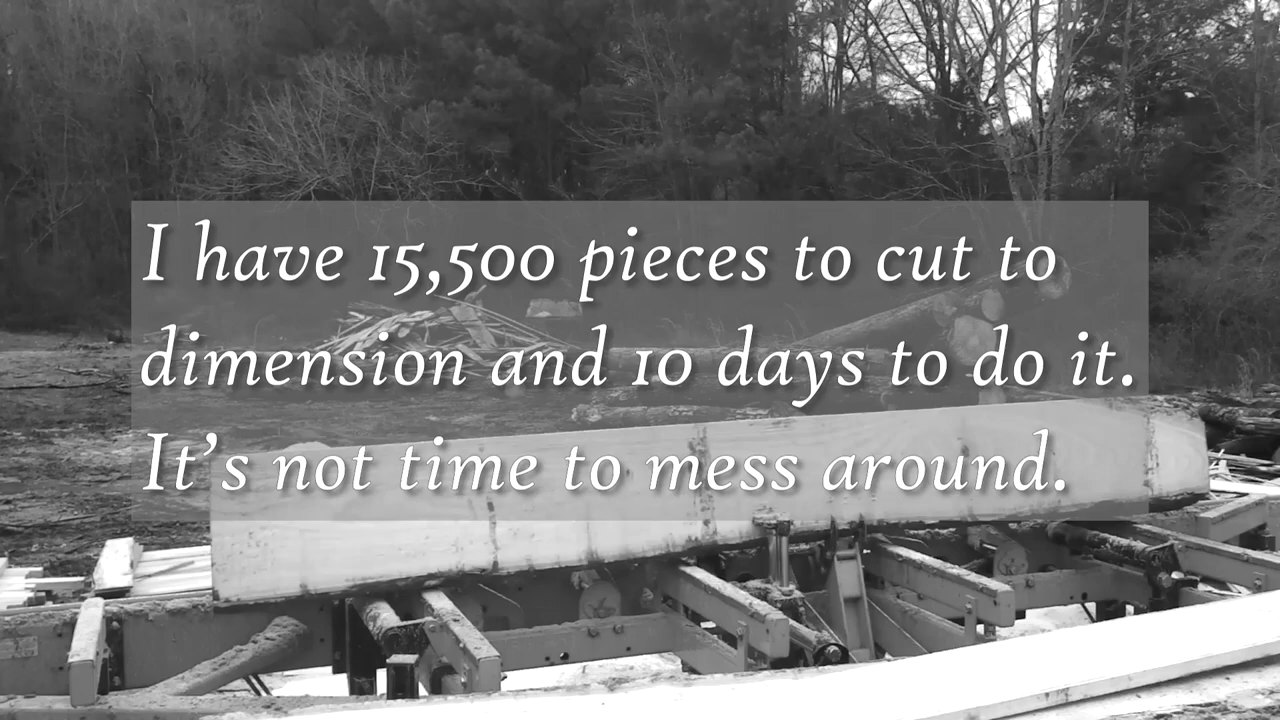 I have 15,500 pieces to cut to
dimension and 10 days to do it.
It’s not time to mess around.